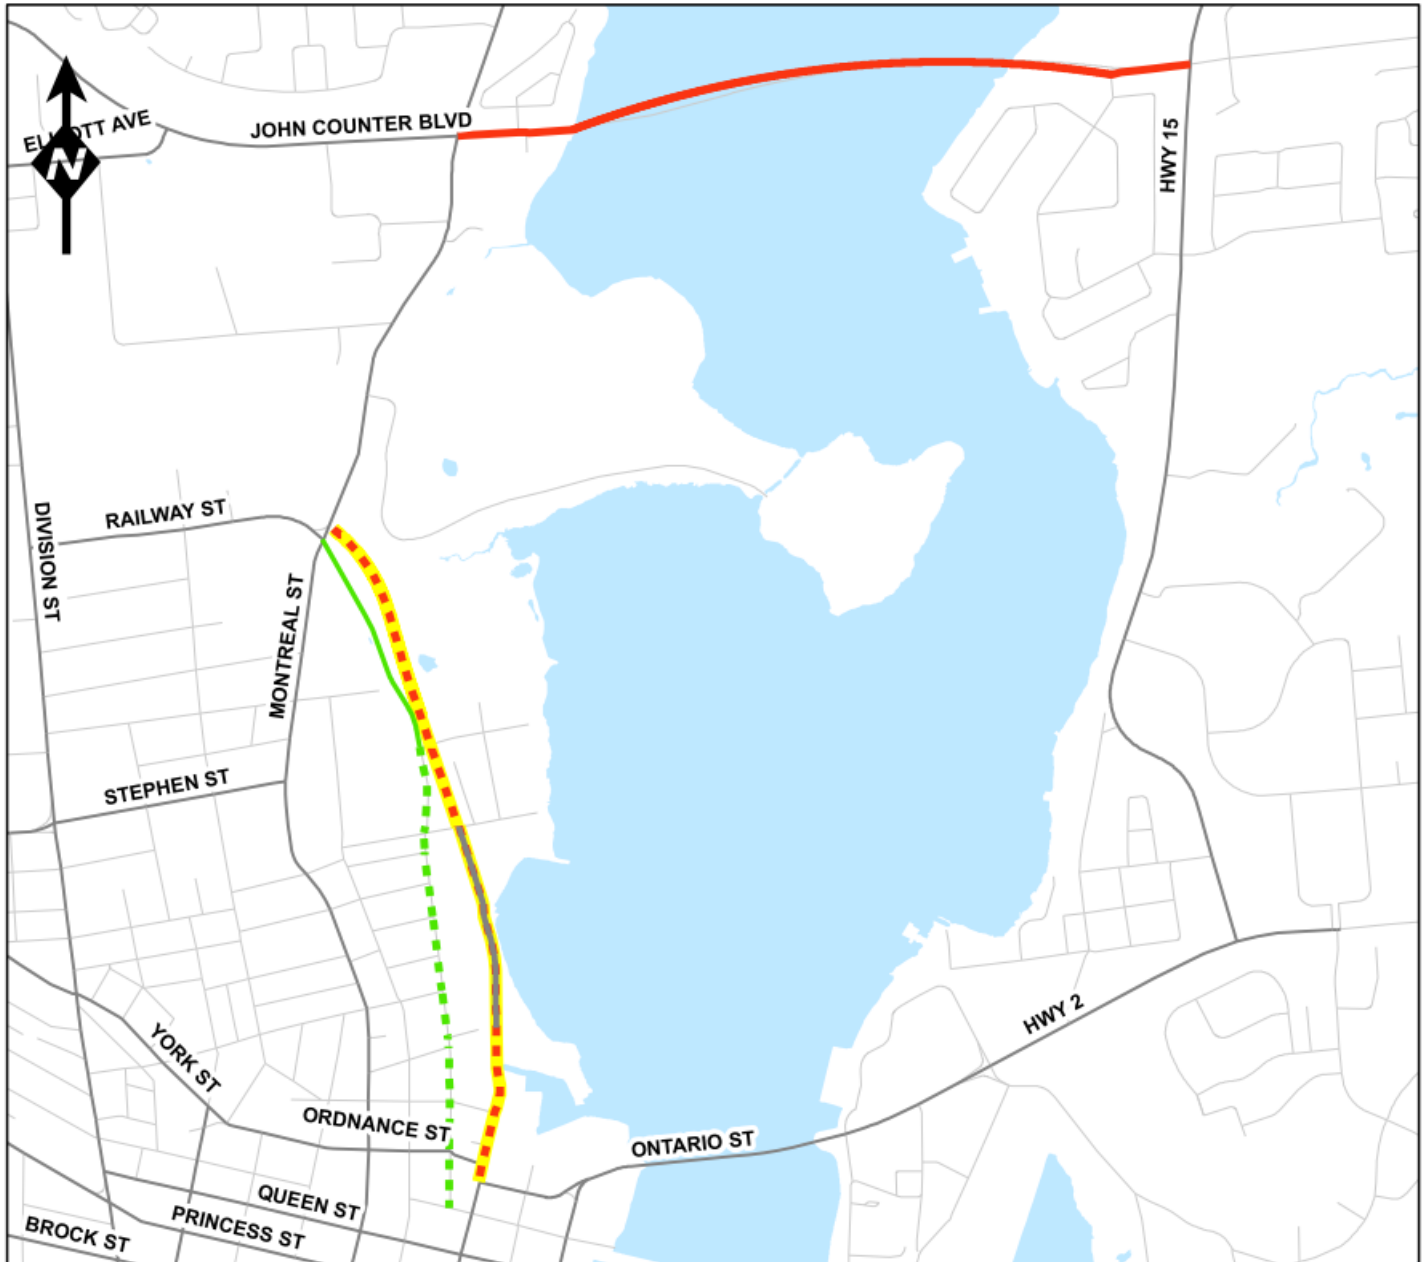 JOHN COUNTER BLVD
ELLIOTT AVE
N
HWY 15
RAILWAY ST
DIVISION ST
MONTREAL ST
STEPHEN ST
HWY 2
YORK ST
ORDNANCE ST
ONTARIO ST
QUEEN ST
PRINCESS ST
BROCK ST